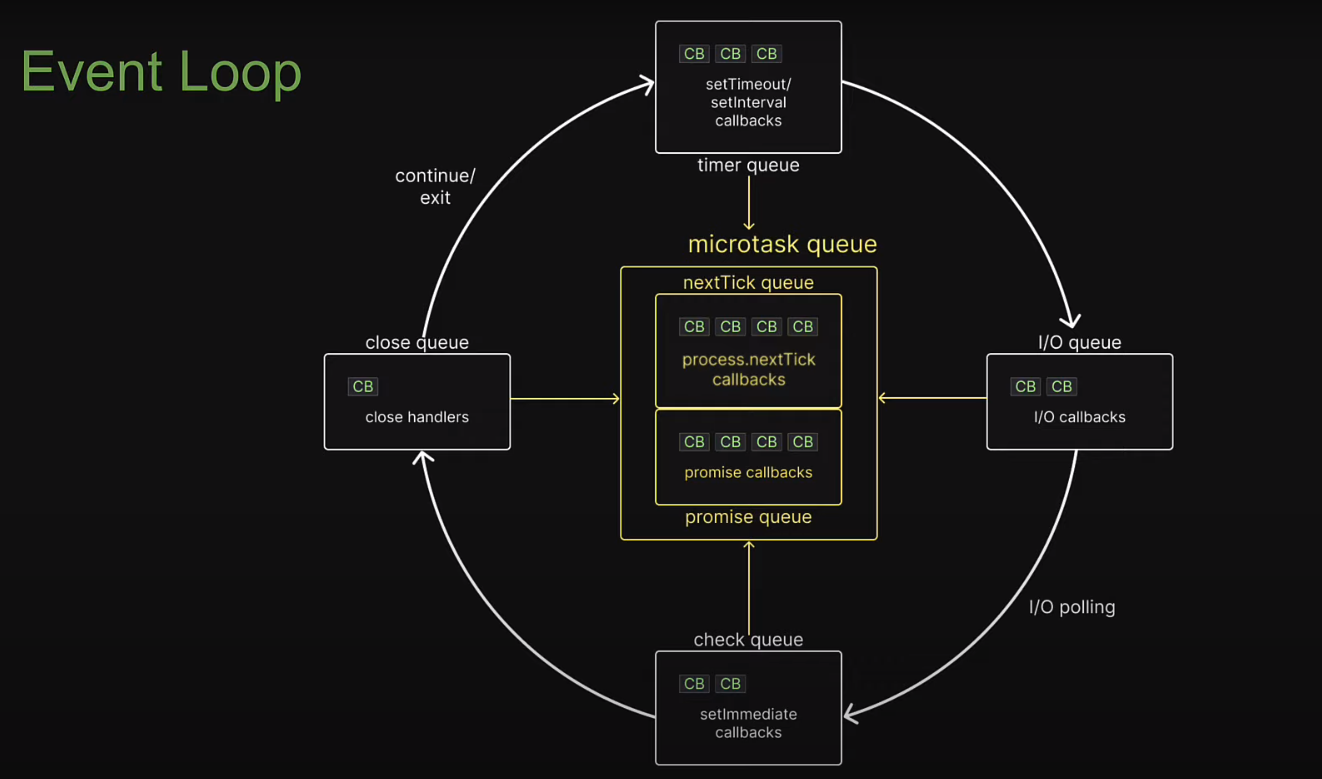 Event Loop
CB CB CB
setTimeout/
setInterval
callbacks
timer queue
continue/
exit
microtask queue
nextTick queue
CB CB CB CB
process.nextTick
callbacks
CB CB CB CB
promise callbacks
promise queue
close queue
CB
close handlers
I/O queue
CB CB
I/O callbacks
I/O polling
check queue
CB CB
setImmediate
callbacks